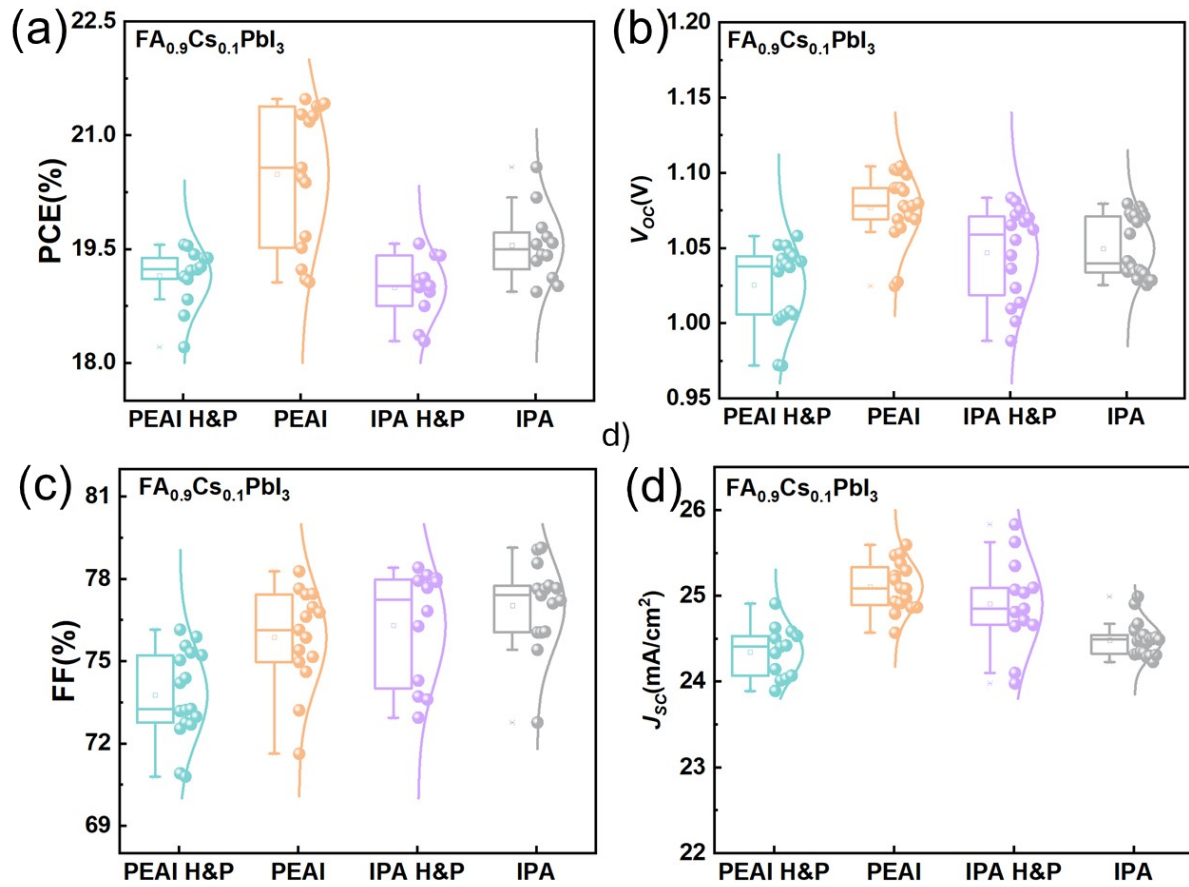 (a)
FA₀.₉Cs₀.₁PbI₃
PCE(%)
22.5
21.0
19.5
18.0
PEAI H&P PEAI IPA H&P IPA
(b)
FA₀.₉Cs₀.₁PbI₃
V_OC(V)
1.20
1.15
1.10
1.05
1.00
0.95
PEAI H&P PEAI IPA H&P IPA
d)
(c)
FA₀.₉Cs₀.₁PbI₃
FF(%)
81
78
75
72
69
PEAI H&P PEAI IPA H&P IPA
(d)
FA₀.₉Cs₀.₁PbI₃
J_SC(mA/cm²)
26
25
24
23
22
PEAI H&P PEAI IPA H&P IPA